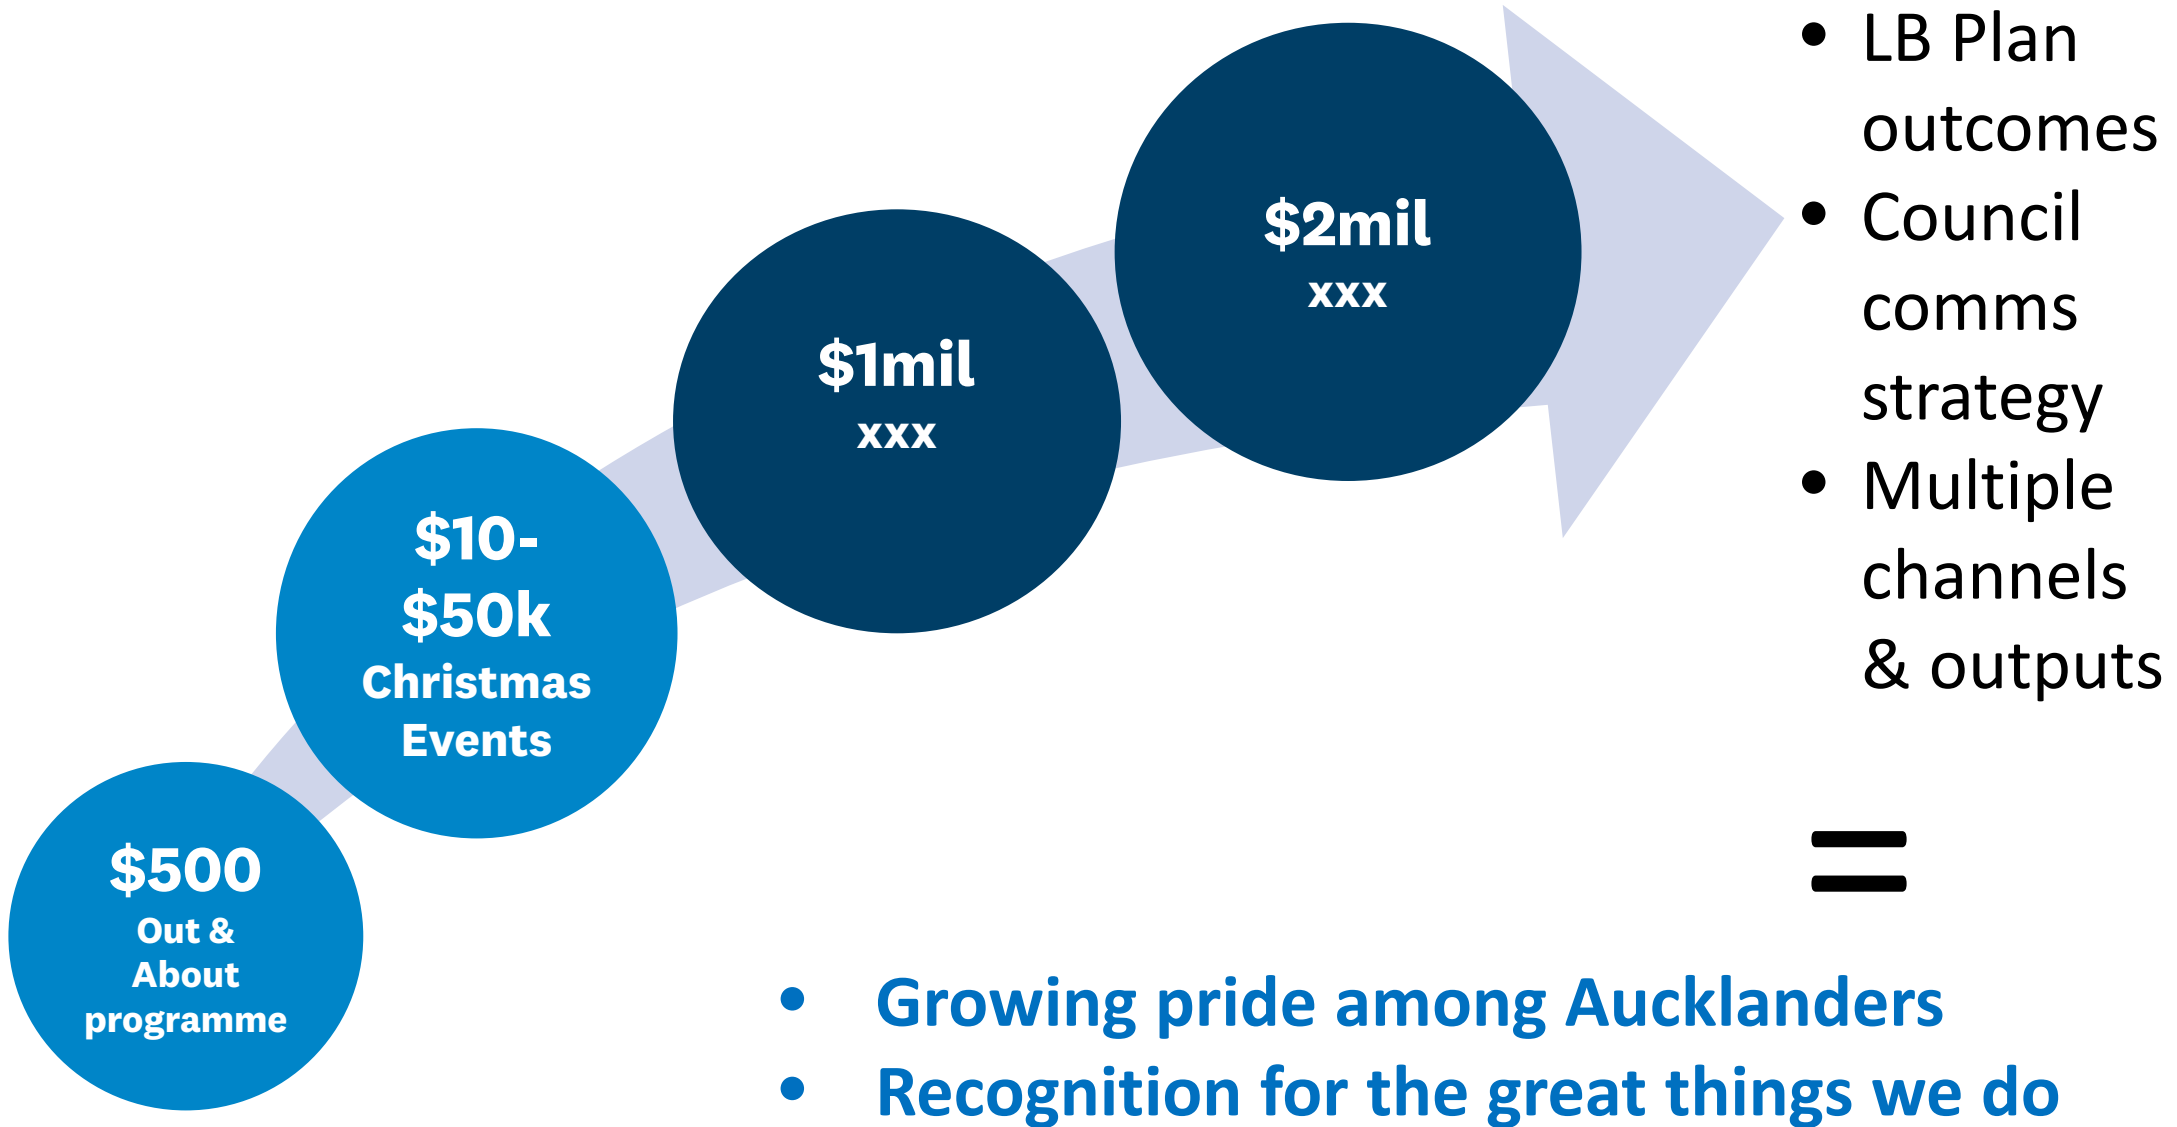 $500
Out &
About
programme
$10-
$50k
Christmas
Events
$1mil
xxx
$2mil
xxx
• LB Plan
outcomes
• Council
comms
strategy
• Multiple
channels
& outputs
=
• Growing pride among Aucklanders
• Recognition for the great things we do